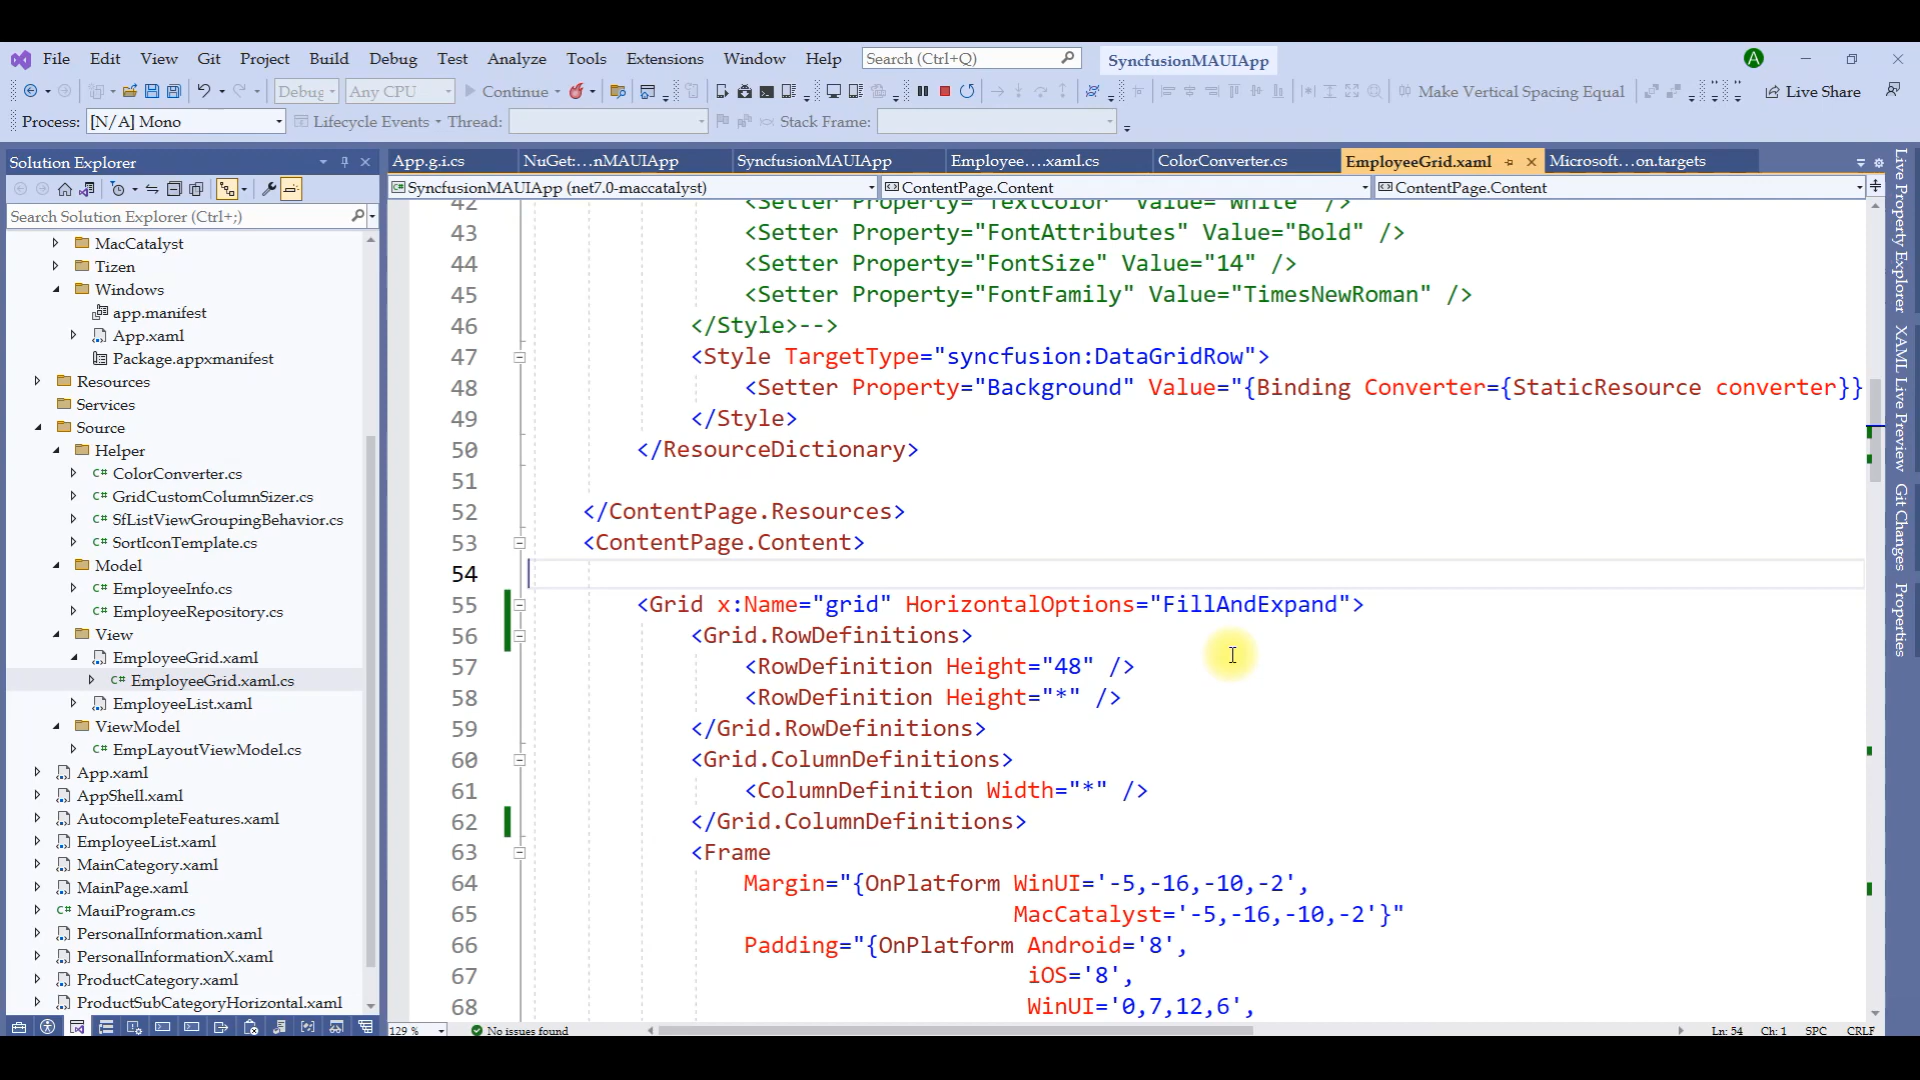 File Edit View Git Project Build Debug Test Analyze Tools Extensions Window Help Search (Ctrl+Q) SyncfusionMAUIApp A
Debug Any CPU Continue Make Vertical Spacing Equal Live Share
Process: [N/A] Mono Lifecycle Events Thread: Stack Frame:
Solution Explorer
Search Solution Explorer (Ctrl+;)
MacCatalyst
Tizen
Windows
app.manifest
App.xaml
Package.appxmanifest
Resources
Services
Source
Helper
ColorConverter.cs
GridCustomColumnSizer.cs
SfListViewGroupingBehavior.cs
SortIconTemplate.cs
Model
EmployeeInfo.cs
EmployeeRepository.cs
View
EmployeeGrid.xaml
EmployeeGrid.xaml.cs
EmployeeList.xaml
ViewModel
EmpLayoutViewModel.cs
App.xaml
AppShell.xaml
AutocompleteFeatures.xaml
EmployeeList.xaml
MainCategory.xaml
MainPage.xaml
MauiProgram.cs
PersonalInformation.xaml
PersonalInformationX.xaml
ProductCategory.xaml
ProductSubCategoryHorizontal.xaml
App.g.i.cs NuGet:...nMAUIApp SyncfusionMAUIApp Employee....xaml.cs ColorConverter.cs EmployeeGrid.xaml Microsoft....on.targets
SyncfusionMAUIApp (net7.0-maccatalyst) ContentPage.Content ContentPage.Content
42 <Setter Property="TextColor" Value="White" />
43 <Setter Property="FontAttributes" Value="Bold" />
44 <Setter Property="FontSize" Value="14" />
45 <Setter Property="FontFamily" Value="TimesNewRoman" />
46 </Style>-->
47 <Style TargetType="syncfusion:DataGridRow">
48 <Setter Property="Background" Value="{Binding Converter={StaticResource converter}}
49 </Style>
50 </ResourceDictionary>
51
52 </ContentPage.Resources>
53 <ContentPage.Content>
54
55 <Grid x:Name="grid" HorizontalOptions="FillAndExpand">
56 <Grid.RowDefinitions>
57 <RowDefinition Height="48" />
58 <RowDefinition Height="*" />
59 </Grid.RowDefinitions>
60 <Grid.ColumnDefinitions>
61 <ColumnDefinition Width="*" />
62 </Grid.ColumnDefinitions>
63 <Frame
64 Margin="{OnPlatform WinUI='-5,-16,-10,-2',
65 MacCatalyst='-5,-16,-10,-2'}"
66 Padding="{OnPlatform Android='8',
67 iOS='8',
68 WinUI='0,7,12,6',
129 % No issues found Ln: 54 Ch: 1 SPC CRLF
Live Property Explorer
XAML Live Preview
Git Changes
Properties